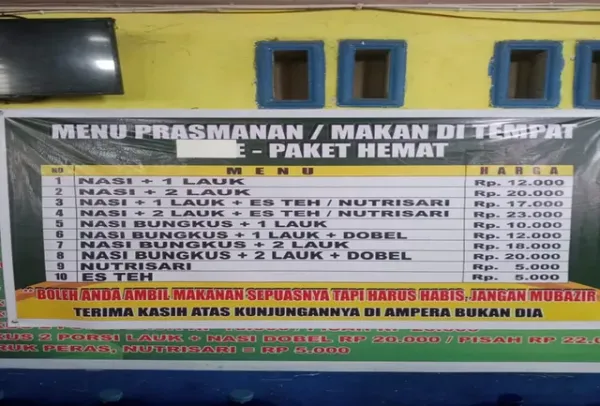 MENU PRASMANAN / MAKAN DI TEMPAT
E - PAKET HEMAT
NO MENU HARGA
1 NASI + 1 LAUK Rp. 12.000
2 NASI + 2 LAUK Rp. 20.000
3 NASI + 1 LAUK + ES TEH / NUTRISARI Rp. 17.000
4 NASI + 2 LAUK + ES TEH / NUTRISARI Rp. 23.000
5 NASI BUNGKUS + 1 LAUK Rp. 10.000
6 NASI BUNGKUS + 1 LAUK + DOBEL Rp. 12.000
7 NASI BUNGKUS + 2 LAUK Rp. 18.000
8 NASI BUNGKUS + 2 LAUK + DOBEL Rp. 20.000
9 NUTRISARI Rp. 5.000
10 ES TEH Rp. 5.000
" BOLEH ANDA AMBIL MAKANAN SEPUASNYA TAPI HARUS HABIS, JANGAN MUBAZIR
TERIMA KASIH ATAS KUNJUNGANNYA DI AMPERA BUKAN DIA
KUS 2 PORSI LAUK + NASI DOBEL RP 20.000 / PISAH RP 22.0
RUK PERAS, NUTRISARI = RP 5.000